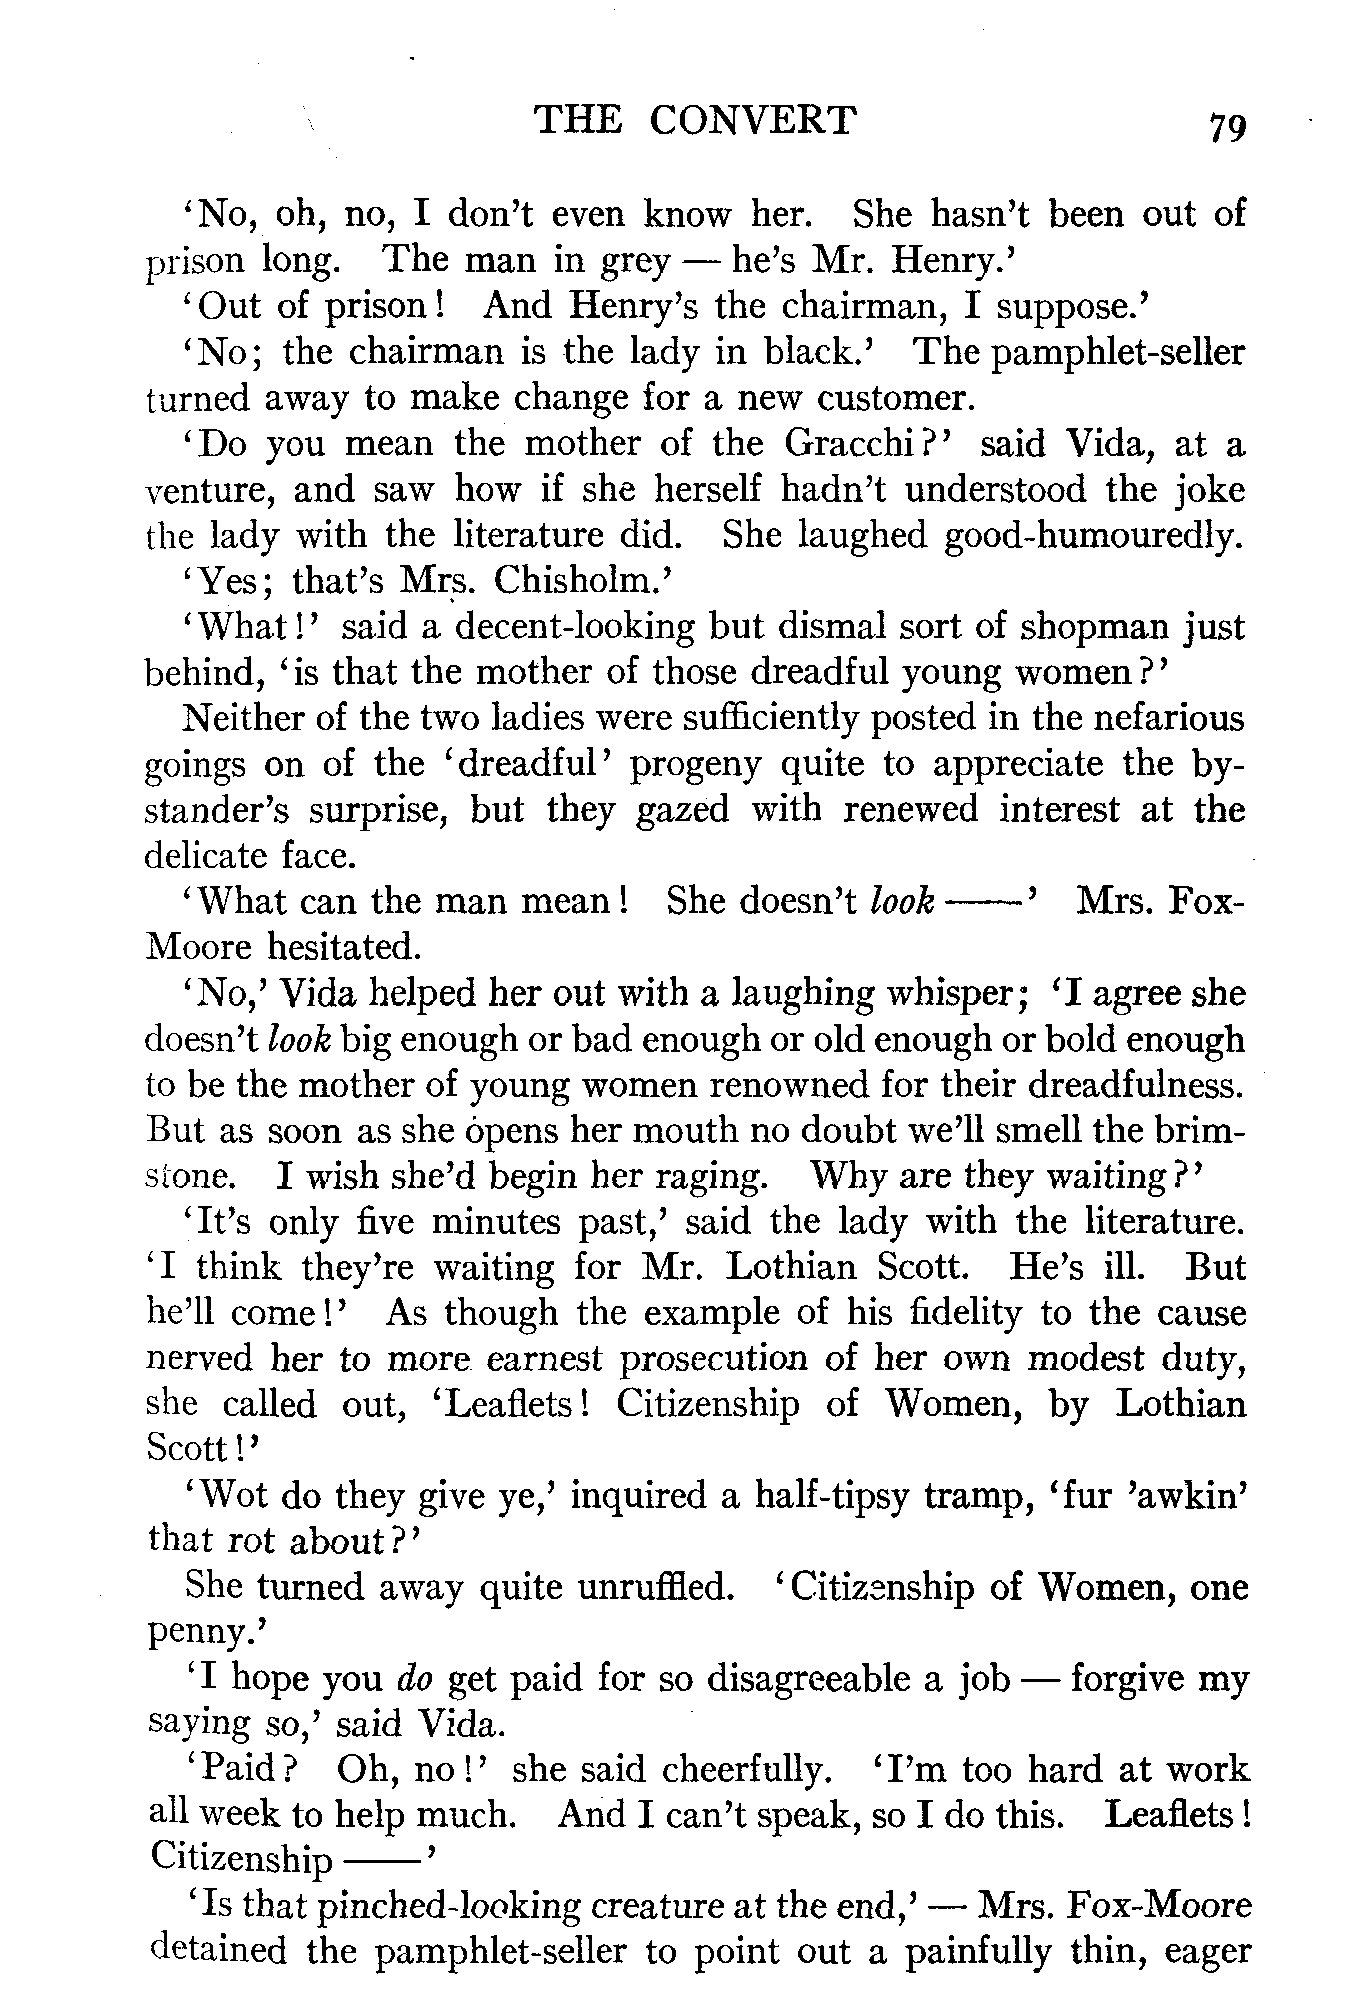 THE CONVERT 79
‘No, oh, no, I don’t even know her. She hasn’t been out of
prison long. The man in grey — he’s Mr. Henry.’
‘Out of prison! And Henry’s the chairman, I suppose.’
‘No; the chairman is the lady in black.’ The pamphlet-seller
turned away to make change for a new customer.
‘Do you mean the mother of the Gracchi?’ said Vida, at a
venture, and saw how if she herself hadn’t understood the joke
the lady with the literature did. She laughed good-humouredly.
‘Yes; that’s Mrs. Chisholm.’
‘What!’ said a decent-looking but dismal sort of shopman just
behind, ‘is that the mother of those dreadful young women?’
Neither of the two ladies were sufficiently posted in the nefarious
goings on of the ‘dreadful’ progeny quite to appreciate the by-
stander’s surprise, but they gazed with renewed interest at the
delicate face.
‘What can the man mean! She doesn’t look ——’ Mrs. Fox-
Moore hesitated.
‘No,’ Vida helped her out with a laughing whisper; ‘I agree she
doesn’t look big enough or bad enough or old enough or bold enough
to be the mother of young women renowned for their dreadfulness.
But as soon as she opens her mouth no doubt we’ll smell the brim-
stone. I wish she’d begin her raging. Why are they waiting?’
‘It’s only five minutes past,’ said the lady with the literature.
‘I think they’re waiting for Mr. Lothian Scott. He’s ill. But
he’ll come!’ As though the example of his fidelity to the cause
nerved her to more earnest prosecution of her own modest duty,
she called out, ‘Leaflets! Citizenship of Women, by Lothian
Scott!’
‘Wot do they give ye,’ inquired a half-tipsy tramp, ‘fur ’awkin’
that rot about?’
She turned away quite unruffled. ‘Citizenship of Women, one
penny.’
‘I hope you do get paid for so disagreeable a job — forgive my
saying so,’ said Vida.
‘Paid? Oh, no!’ she said cheerfully. ‘I’m too hard at work
all week to help much. And I can’t speak, so I do this. Leaflets!
Citizenship ——’
‘Is that pinched-looking creature at the end,’ — Mrs. Fox-Moore
detained the pamphlet-seller to point out a painfully thin, eager